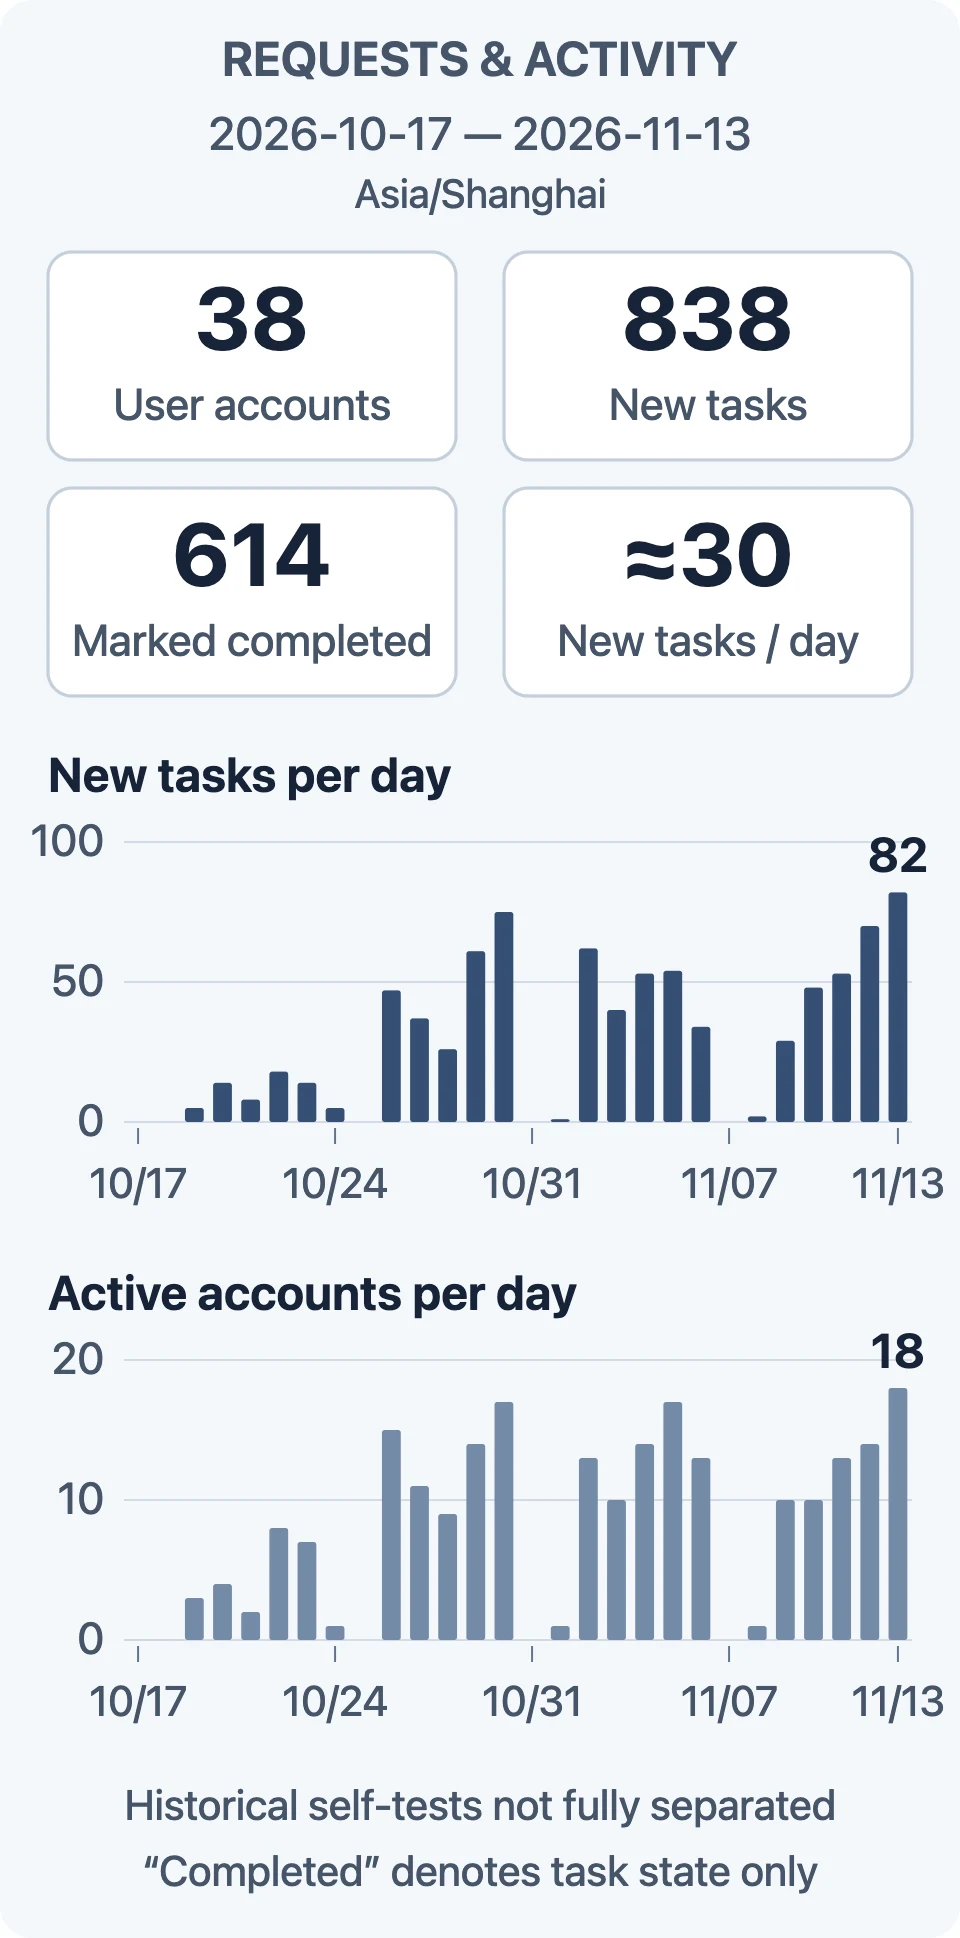 REQUESTS & ACTIVITY
2026-10-17 — 2026-11-13
Asia/Shanghai
38
User accounts
838
New tasks
614
Marked completed
≈30
New tasks / day
New tasks per day
100
82
50
0
10/17
10/24
10/31
11/07
11/13
Active accounts per day
20
18
10
0
10/17
10/24
10/31
11/07
11/13
Historical self-tests not fully separated
“Completed” denotes task state only